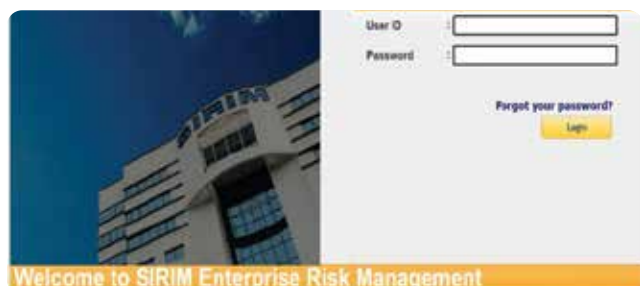 SIRIM
User ID :
Password :
Forgot your password?
Login
Welcome to SIRIM Enterprise Risk Management